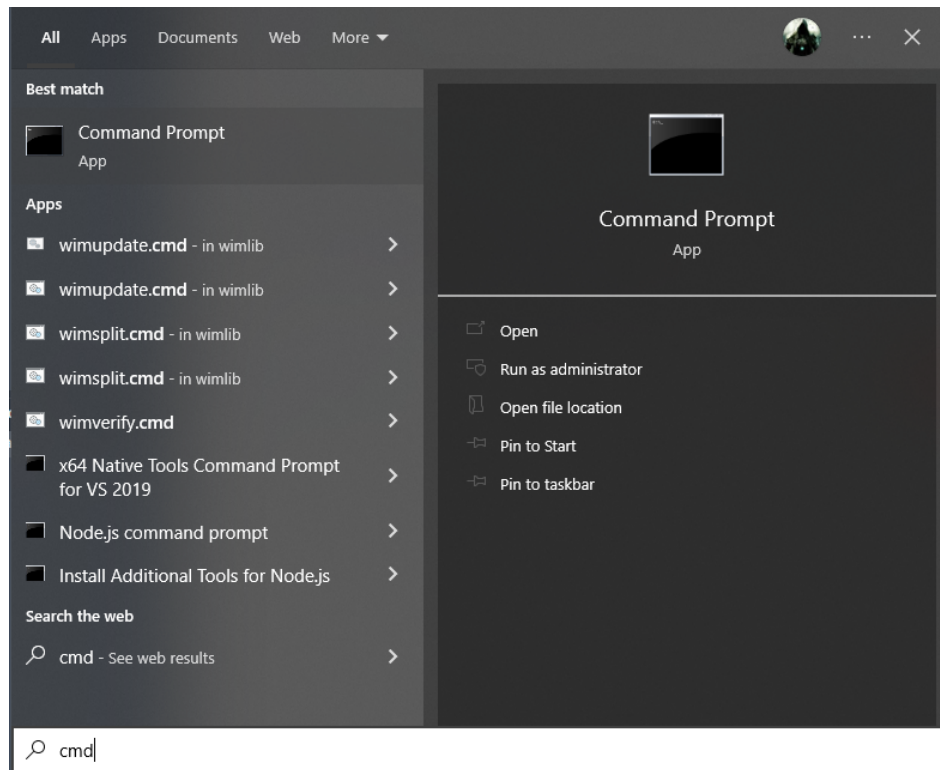 All Apps Documents Web More
Best match
Command Prompt
App
Apps
wimupdate.cmd - in wimlib
wimupdate.cmd - in wimlib
wimsplit.cmd - in wimlib
wimsplit.cmd - in wimlib
wimverify.cmd
x64 Native Tools Command Prompt
for VS 2019
Node.js command prompt
Install Additional Tools for Node.js
Search the web
cmd - See web results
Command Prompt
App
Open
Run as administrator
Open file location
Pin to Start
Pin to taskbar
cmd